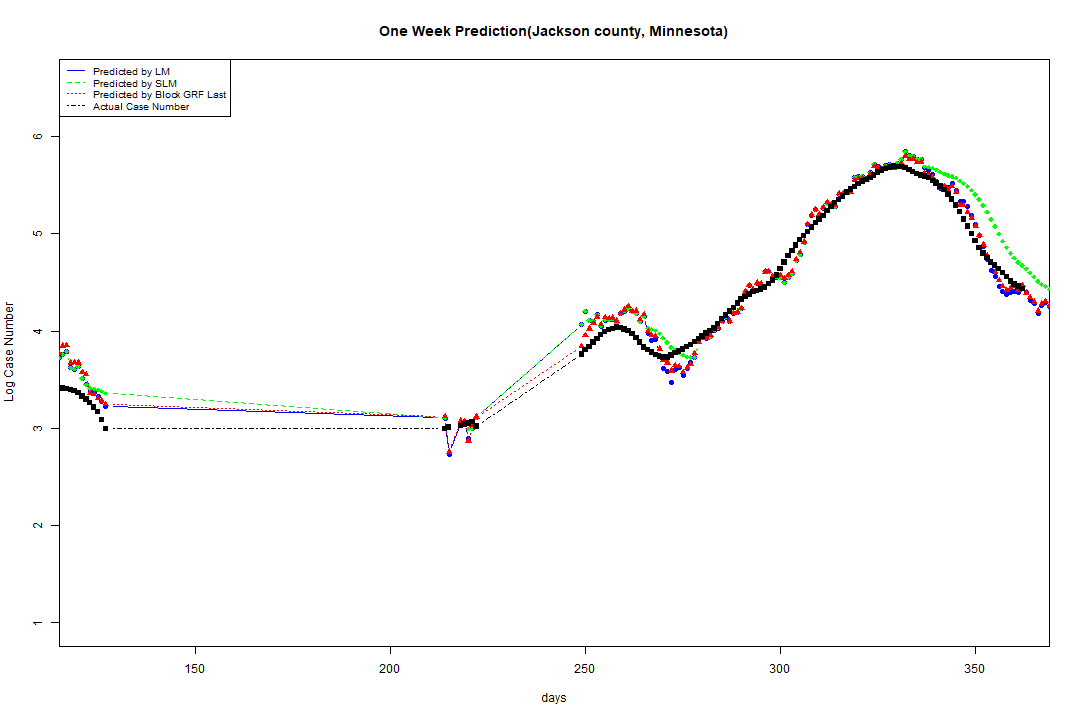 One Week Prediction(Jackson county, Minnesota)
Predicted by LM
Predicted by SLM
Predicted by Block GRF Last
Actual Case Number
Log Case Number
6
5
4
3
2
1
150 200 250 300 350
days